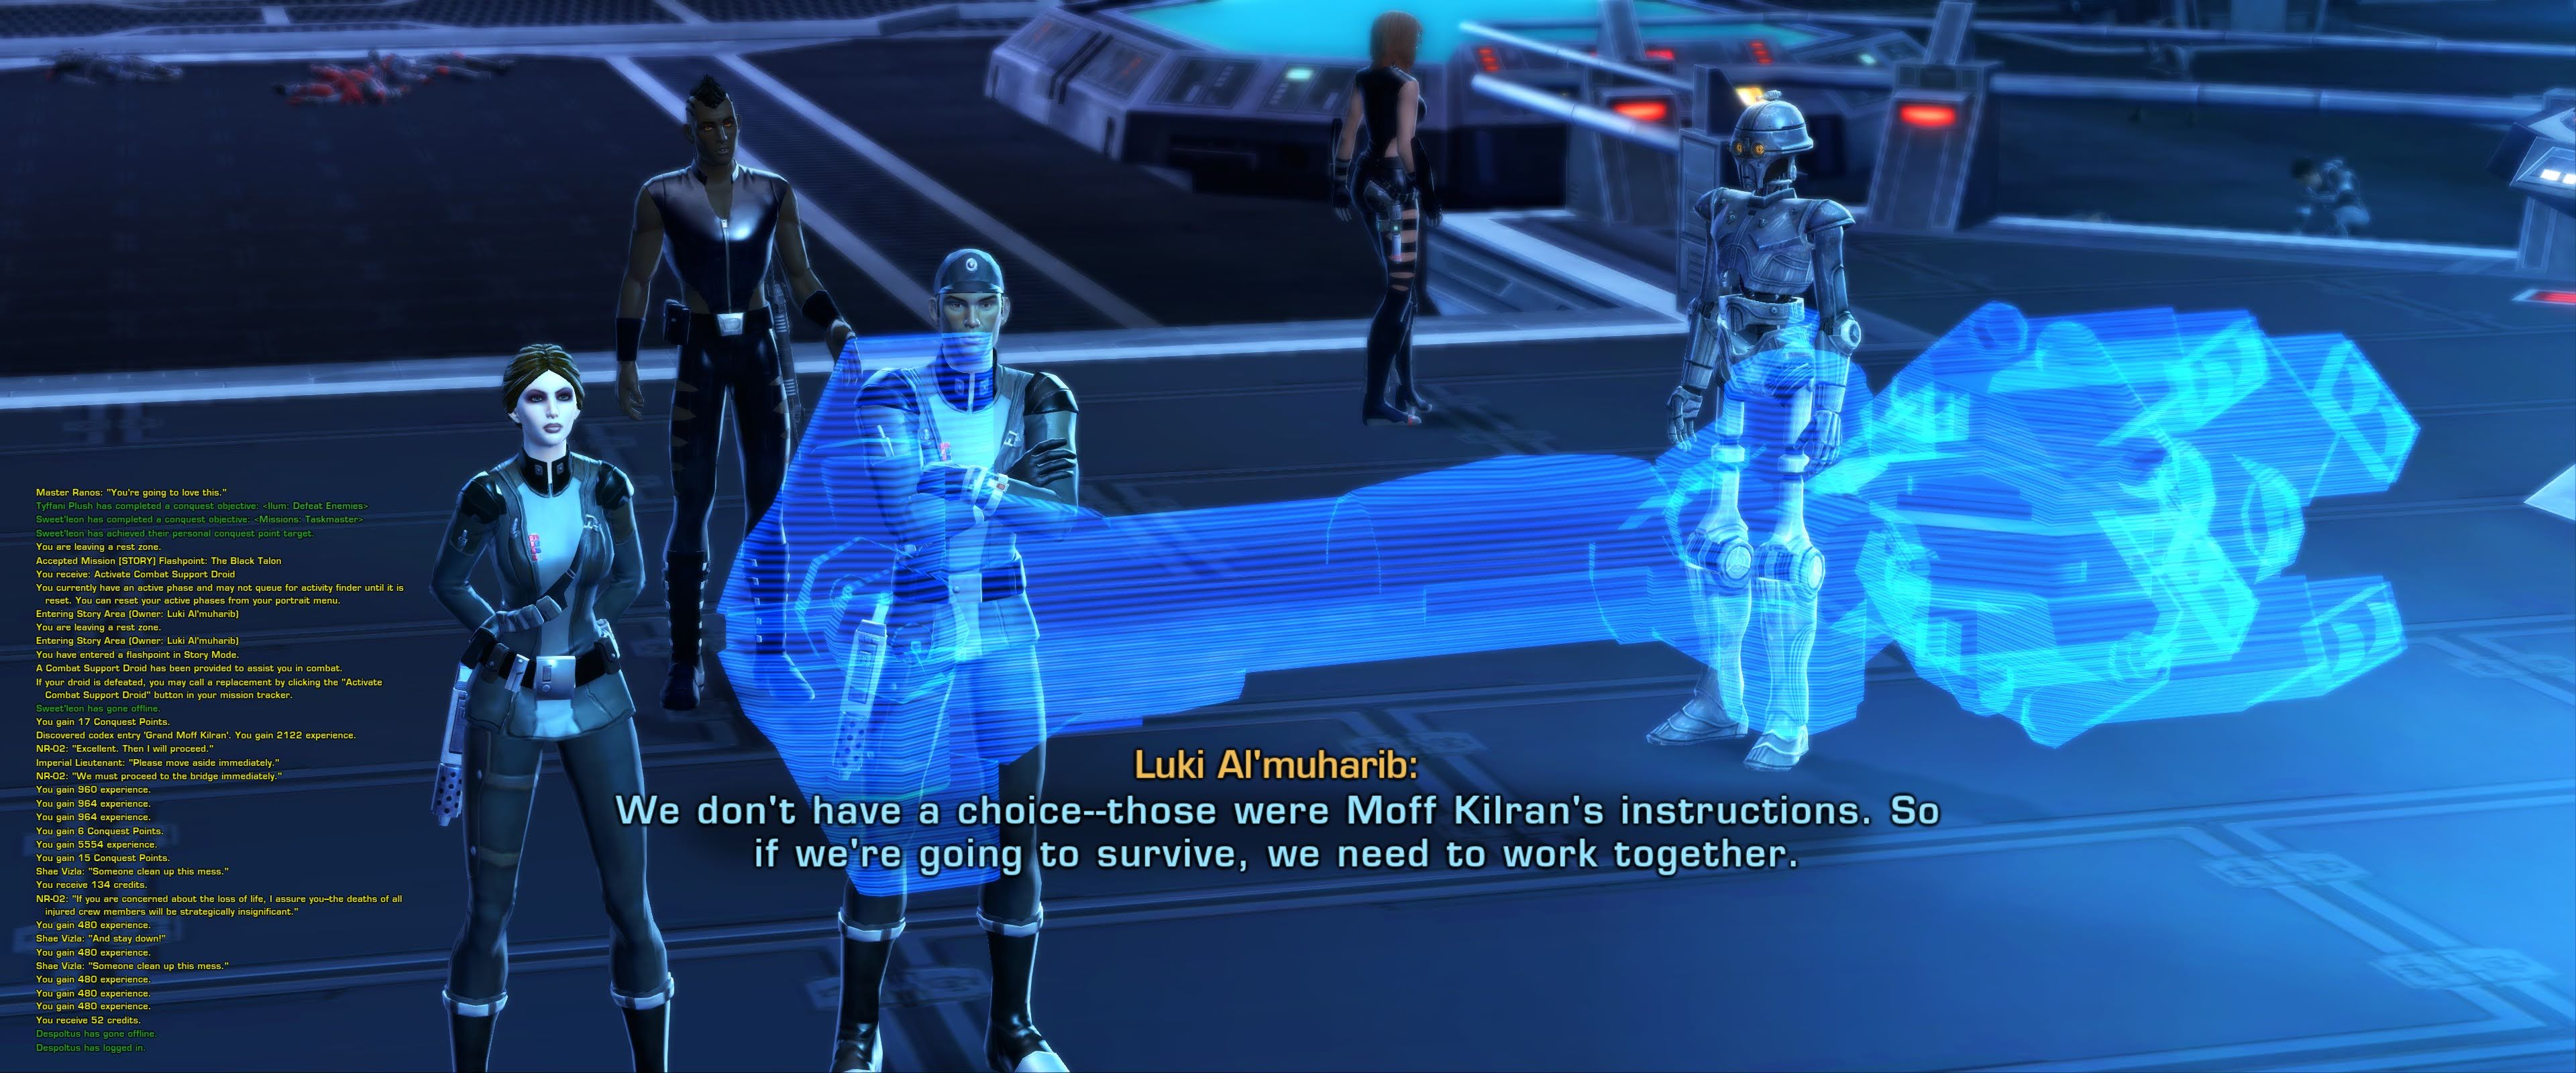 Master Ranos: "You're going to love this."
Tyffani Plush has completed a conquest objective: <Ilum: Defeat Enemies>
Sweet'leon has completed a conquest objective: <Missions: Taskmaster>
Sweet'leon has achieved their personal conquest point target.
You are leaving a rest zone.
Accepted Mission [STORY] Flashpoint: The Black Talon
You receive: Activate Combat Support Droid
You currently have an active phase and may not queue for activity finder until it is
reset. You can reset your active phases from your portrait menu.
Entering Story Area (Owner: Luki Al'muharib)
You are leaving a rest zone.
Entering Story Area (Owner: Luki Al'muharib)
You have entered a flashpoint in Story Mode.
A Combat Support Droid has been provided to assist you in combat.
If your droid is defeated, you may call a replacement by clicking the "Activate
Combat Support Droid" button in your mission tracker.
Sweet'leon has gone offline.
You gain 17 Conquest Points.
Discovered codex entry 'Grand Moff Kilran'. You gain 2122 experience.
NR-02: "Excellent. Then I will proceed."
Imperial Lieutenant: "Please move aside immediately."
NR-02: "We must proceed to the bridge immediately."
You gain 960 experience.
You gain 964 experience.
You gain 964 experience.
You gain 6 Conquest Points.
You gain 5554 experience.
You gain 15 Conquest Points.
Shae Vizla: "Someone clean up this mess."
You receive 134 credits.
NR-02: "If you are concerned about the loss of life, I assure you--the deaths of all
injured crew members will be strategically insignificant."
You gain 480 experience.
Shae Vizla: "And stay down!"
You gain 480 experience.
Shae Vizla: "Someone clean up this mess."
You gain 480 experience.
You gain 480 experience.
You gain 480 experience.
You receive 52 credits.
Despoltus has gone offline.
Despoltus has logged in.
Luki Al'muharib:
We don't have a choice--those were Moff Kilran's instructions. So
if we're going to survive, we need to work together.